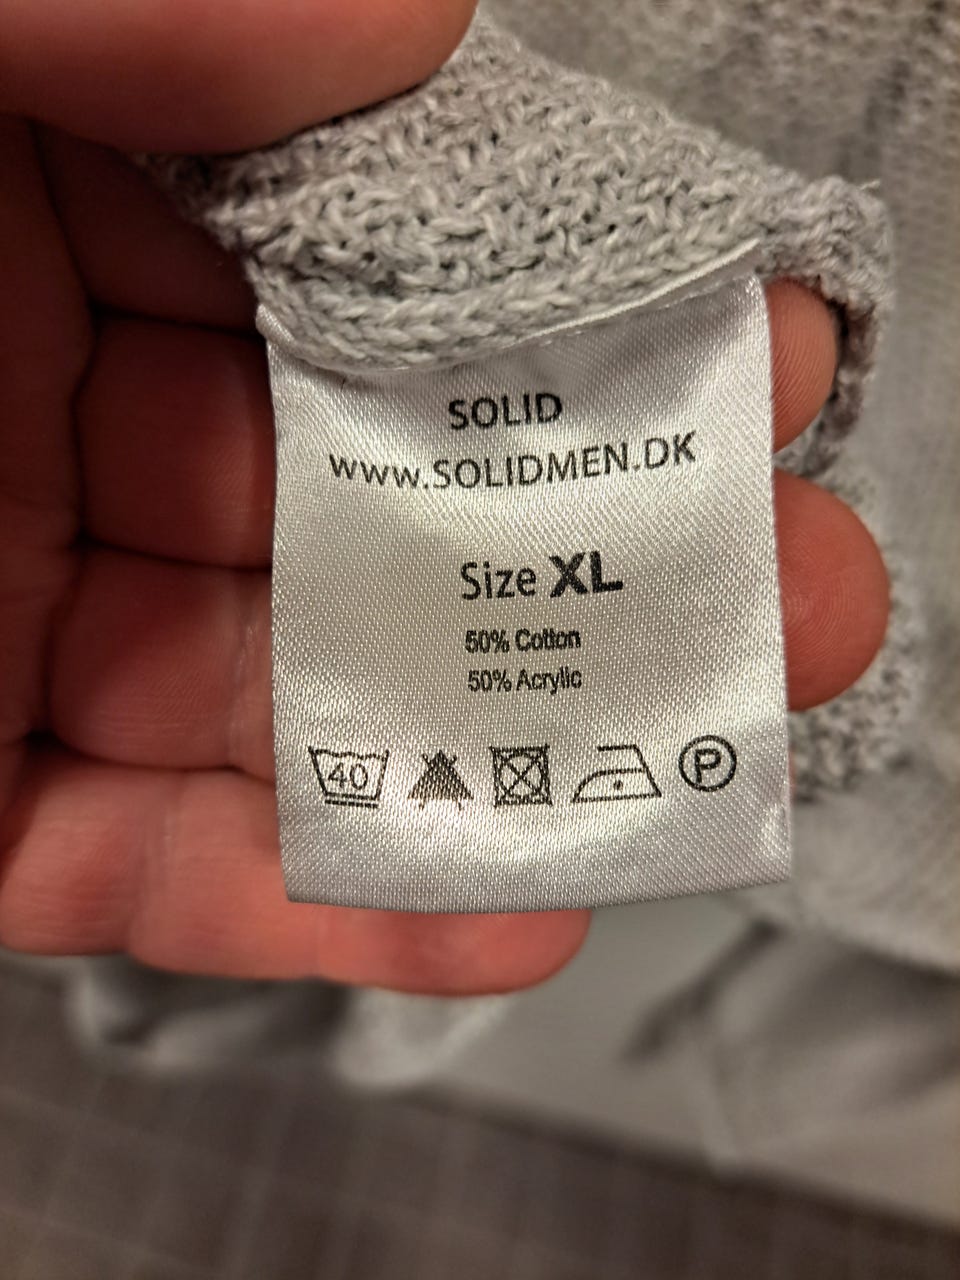 SOLID
WWW.SOLIDMEN.DK
Size XL
50% Cotton
50% Acrylic
40 P